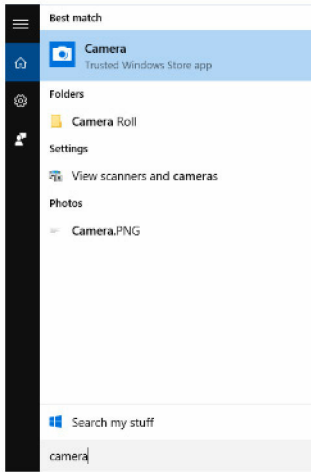 Best match
Camera
Trusted Windows Store app
Folders
Camera Roll
Settings
View scanners and cameras
Photos
Camera.PNG
Search my stuff
camera